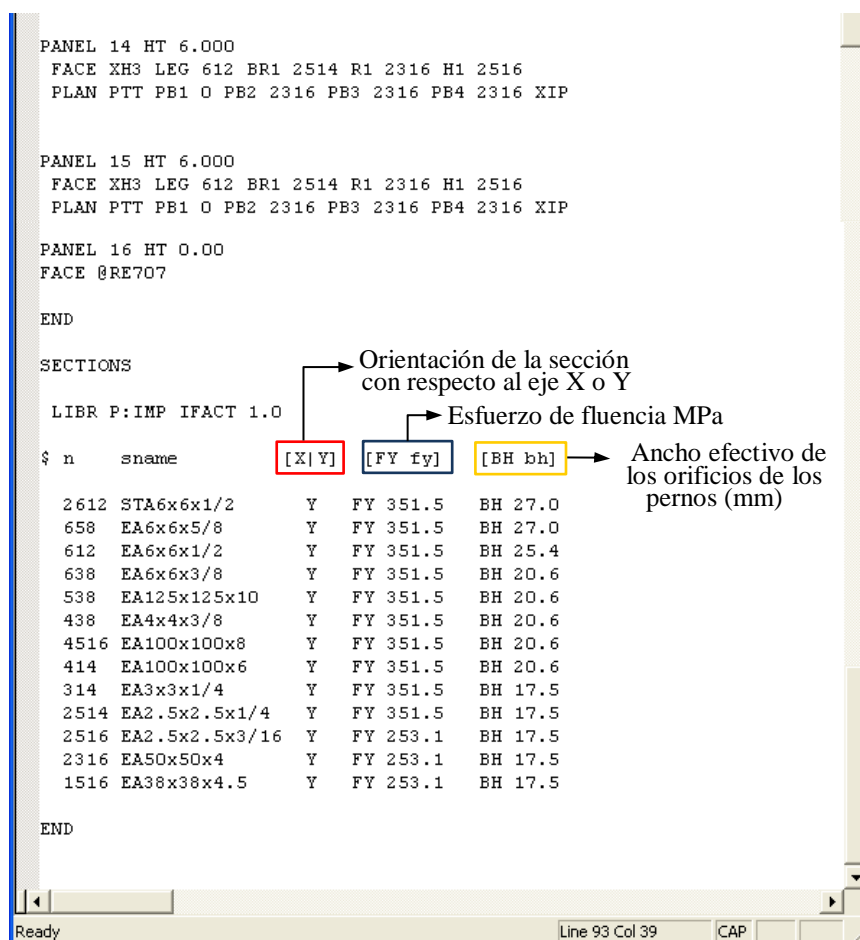 PANEL 14 HT 6.000
FACE XH3 LEG 612 BR1 2514 R1 2316 H1 2516
PLAN PTT PB1 0 PB2 2316 PB3 2316 PB4 2316 XIP
PANEL 15 HT 6.000
FACE XH3 LEG 612 BR1 2514 R1 2316 H1 2516
PLAN PTT PB1 0 PB2 2316 PB3 2316 PB4 2316 XIP
PANEL 16 HT 0.00
FACE @RE707
END
SECTIONS
Orientación de la sección
con respecto al eje X o Y
LIBR P:IMP IFACT 1.0
Esfuerzo de fluencia MPa
$ n sname [X|Y] [FY fy] [BH bh]
Ancho efectivo de
los orificios de los
pernos (mm)
2612 STA6x6x1/2 Y FY 351.5 BH 27.0
658 EA6x6x5/8 Y FY 351.5 BH 27.0
612 EA6x6x1/2 Y FY 351.5 BH 25.4
638 EA6x6x3/8 Y FY 351.5 BH 20.6
538 EA125x125x10 Y FY 351.5 BH 20.6
438 EA4x4x3/8 Y FY 351.5 BH 20.6
4516 EA100x100x8 Y FY 351.5 BH 20.6
414 EA100x100x6 Y FY 351.5 BH 20.6
314 EA3x3x1/4 Y FY 351.5 BH 17.5
2514 EA2.5x2.5x1/4 Y FY 351.5 BH 17.5
2516 EA2.5x2.5x3/16 Y FY 253.1 BH 17.5
2316 EA50x50x4 Y FY 253.1 BH 17.5
1516 EA38x38x4.5 Y FY 253.1 BH 17.5
END
Ready Line 93 Col 39 CAP